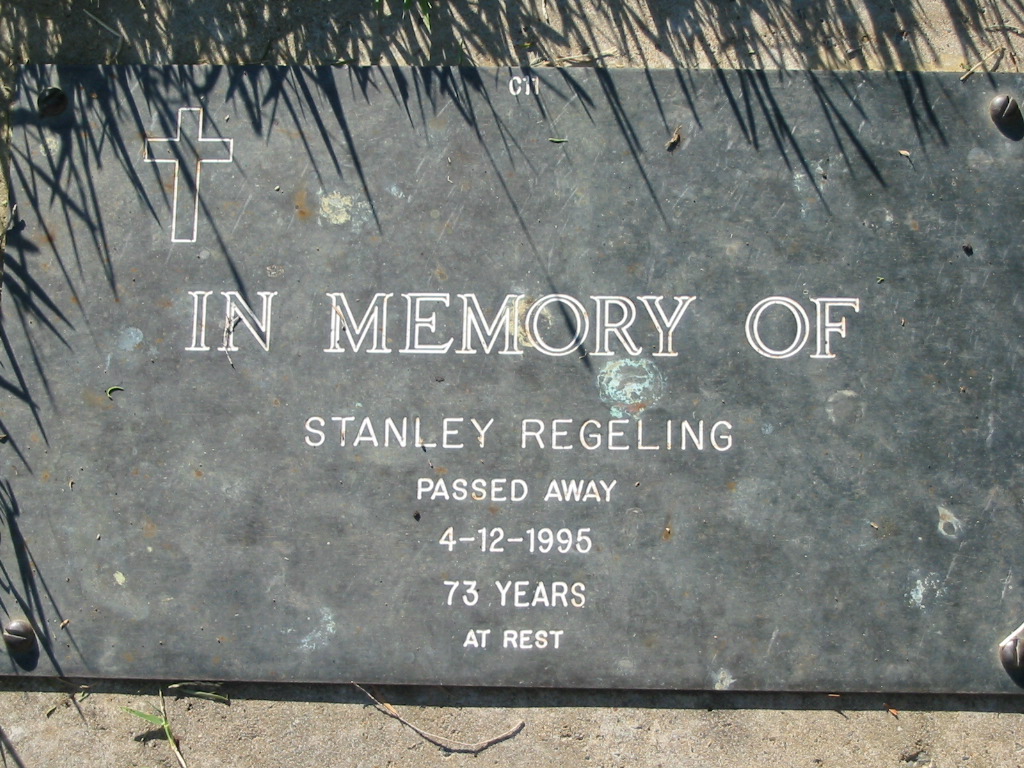 C11
IN MEMORY OF
STANLEY REGELING
PASSED AWAY
4-12-1995
73 YEARS
AT REST